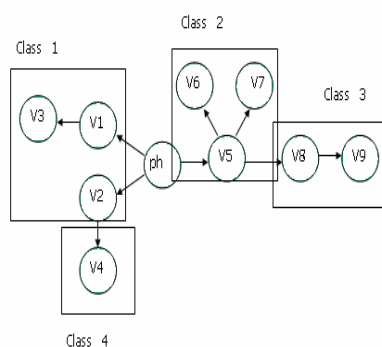 Class 1
Class 2
Class 3
V6
V7
V3
V1
ph
V5
V8
V9
V2
V4
Class 4